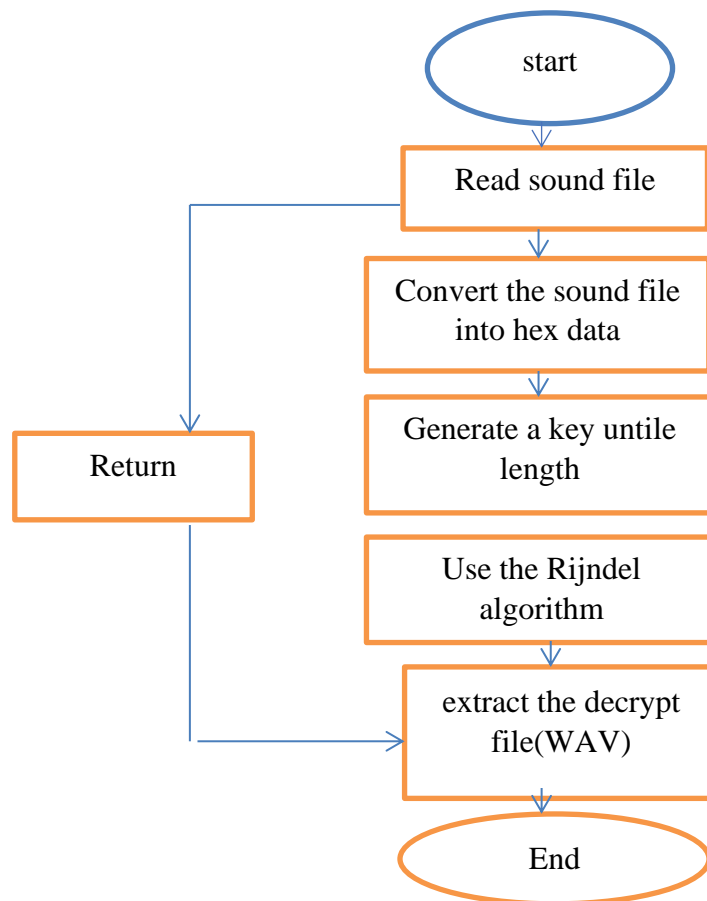 start
Read sound file
Convert the sound file
into hex data
Generate a key untile
length
Return
Use the Rijndel
algorithm
extract the decrypt
file(WAV)
End